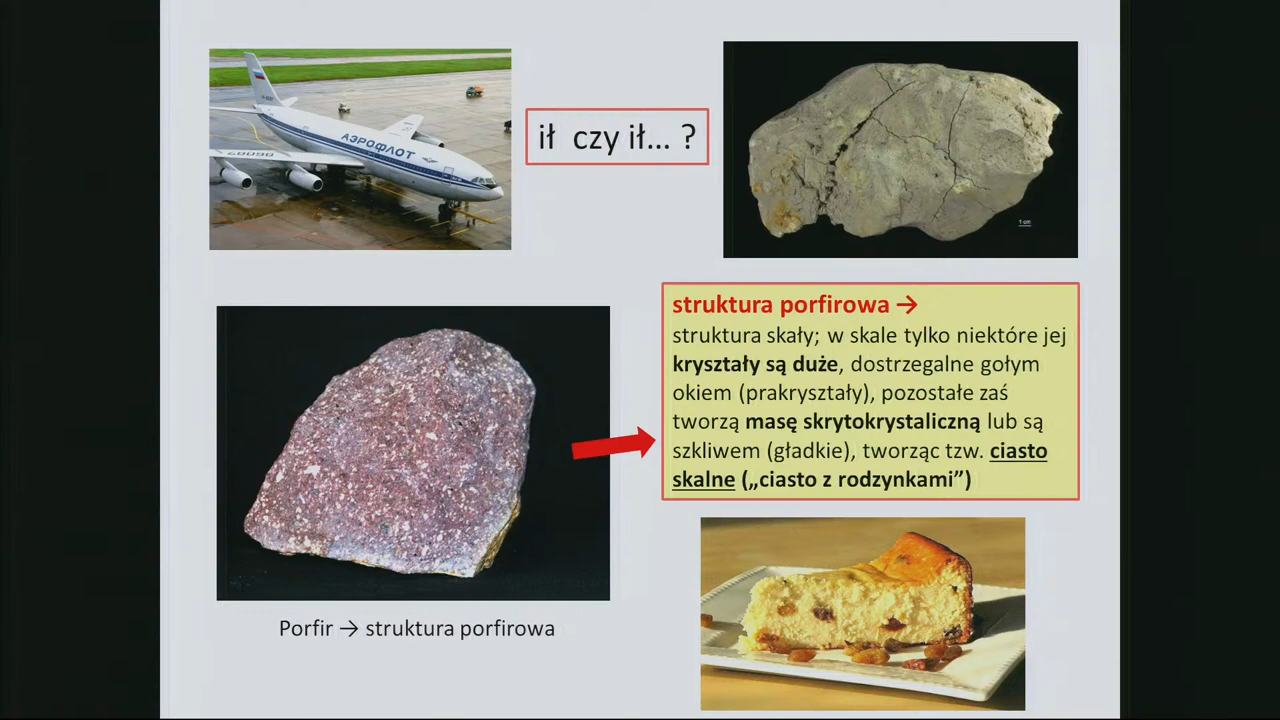 АЭРОФЛОТ
ił czy ił... ?
1 cm
struktura porfirowa →
struktura skały; w skale tylko niektóre jej
kryształy są duże, dostrzegalne gołym
okiem (prakryształy), pozostałe zaś
tworzą masę skrytokrystaliczną lub są
szkliwem (gładkie), tworząc tzw. ciasto
skalne („ciasto z rodzynkami”)
Porfir → struktura porfirowa